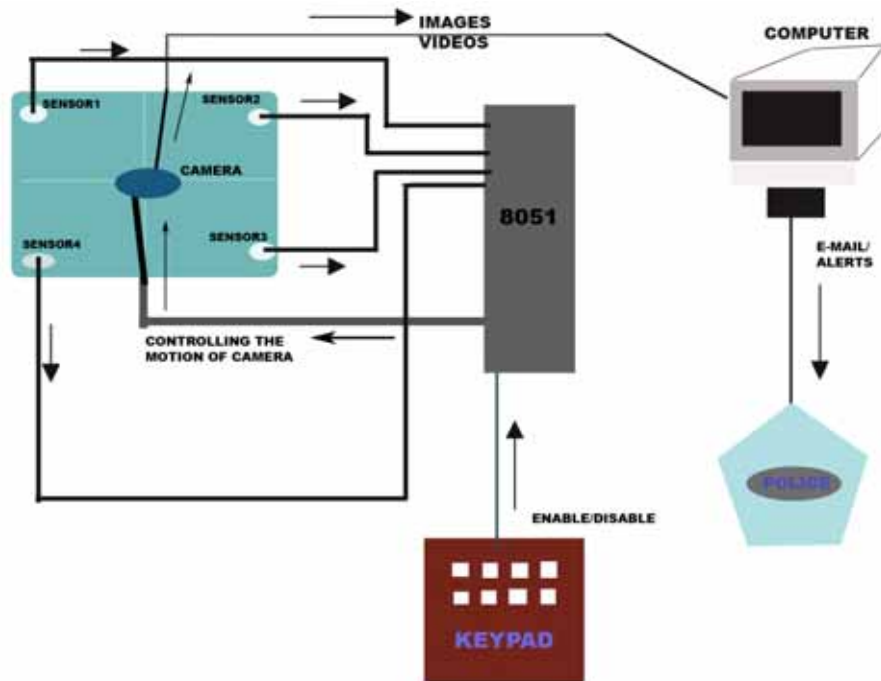 IMAGES
VIDEOS
COMPUTER
SENSOR1
SENSOR2
CAMERA
8051
SENSOR4
SENSOR3
E-MAIL/
ALERTS
CONTROLLING THE
MOTION OF CAMERA
POLICE
ENABLE/DISABLE
KEYPAD